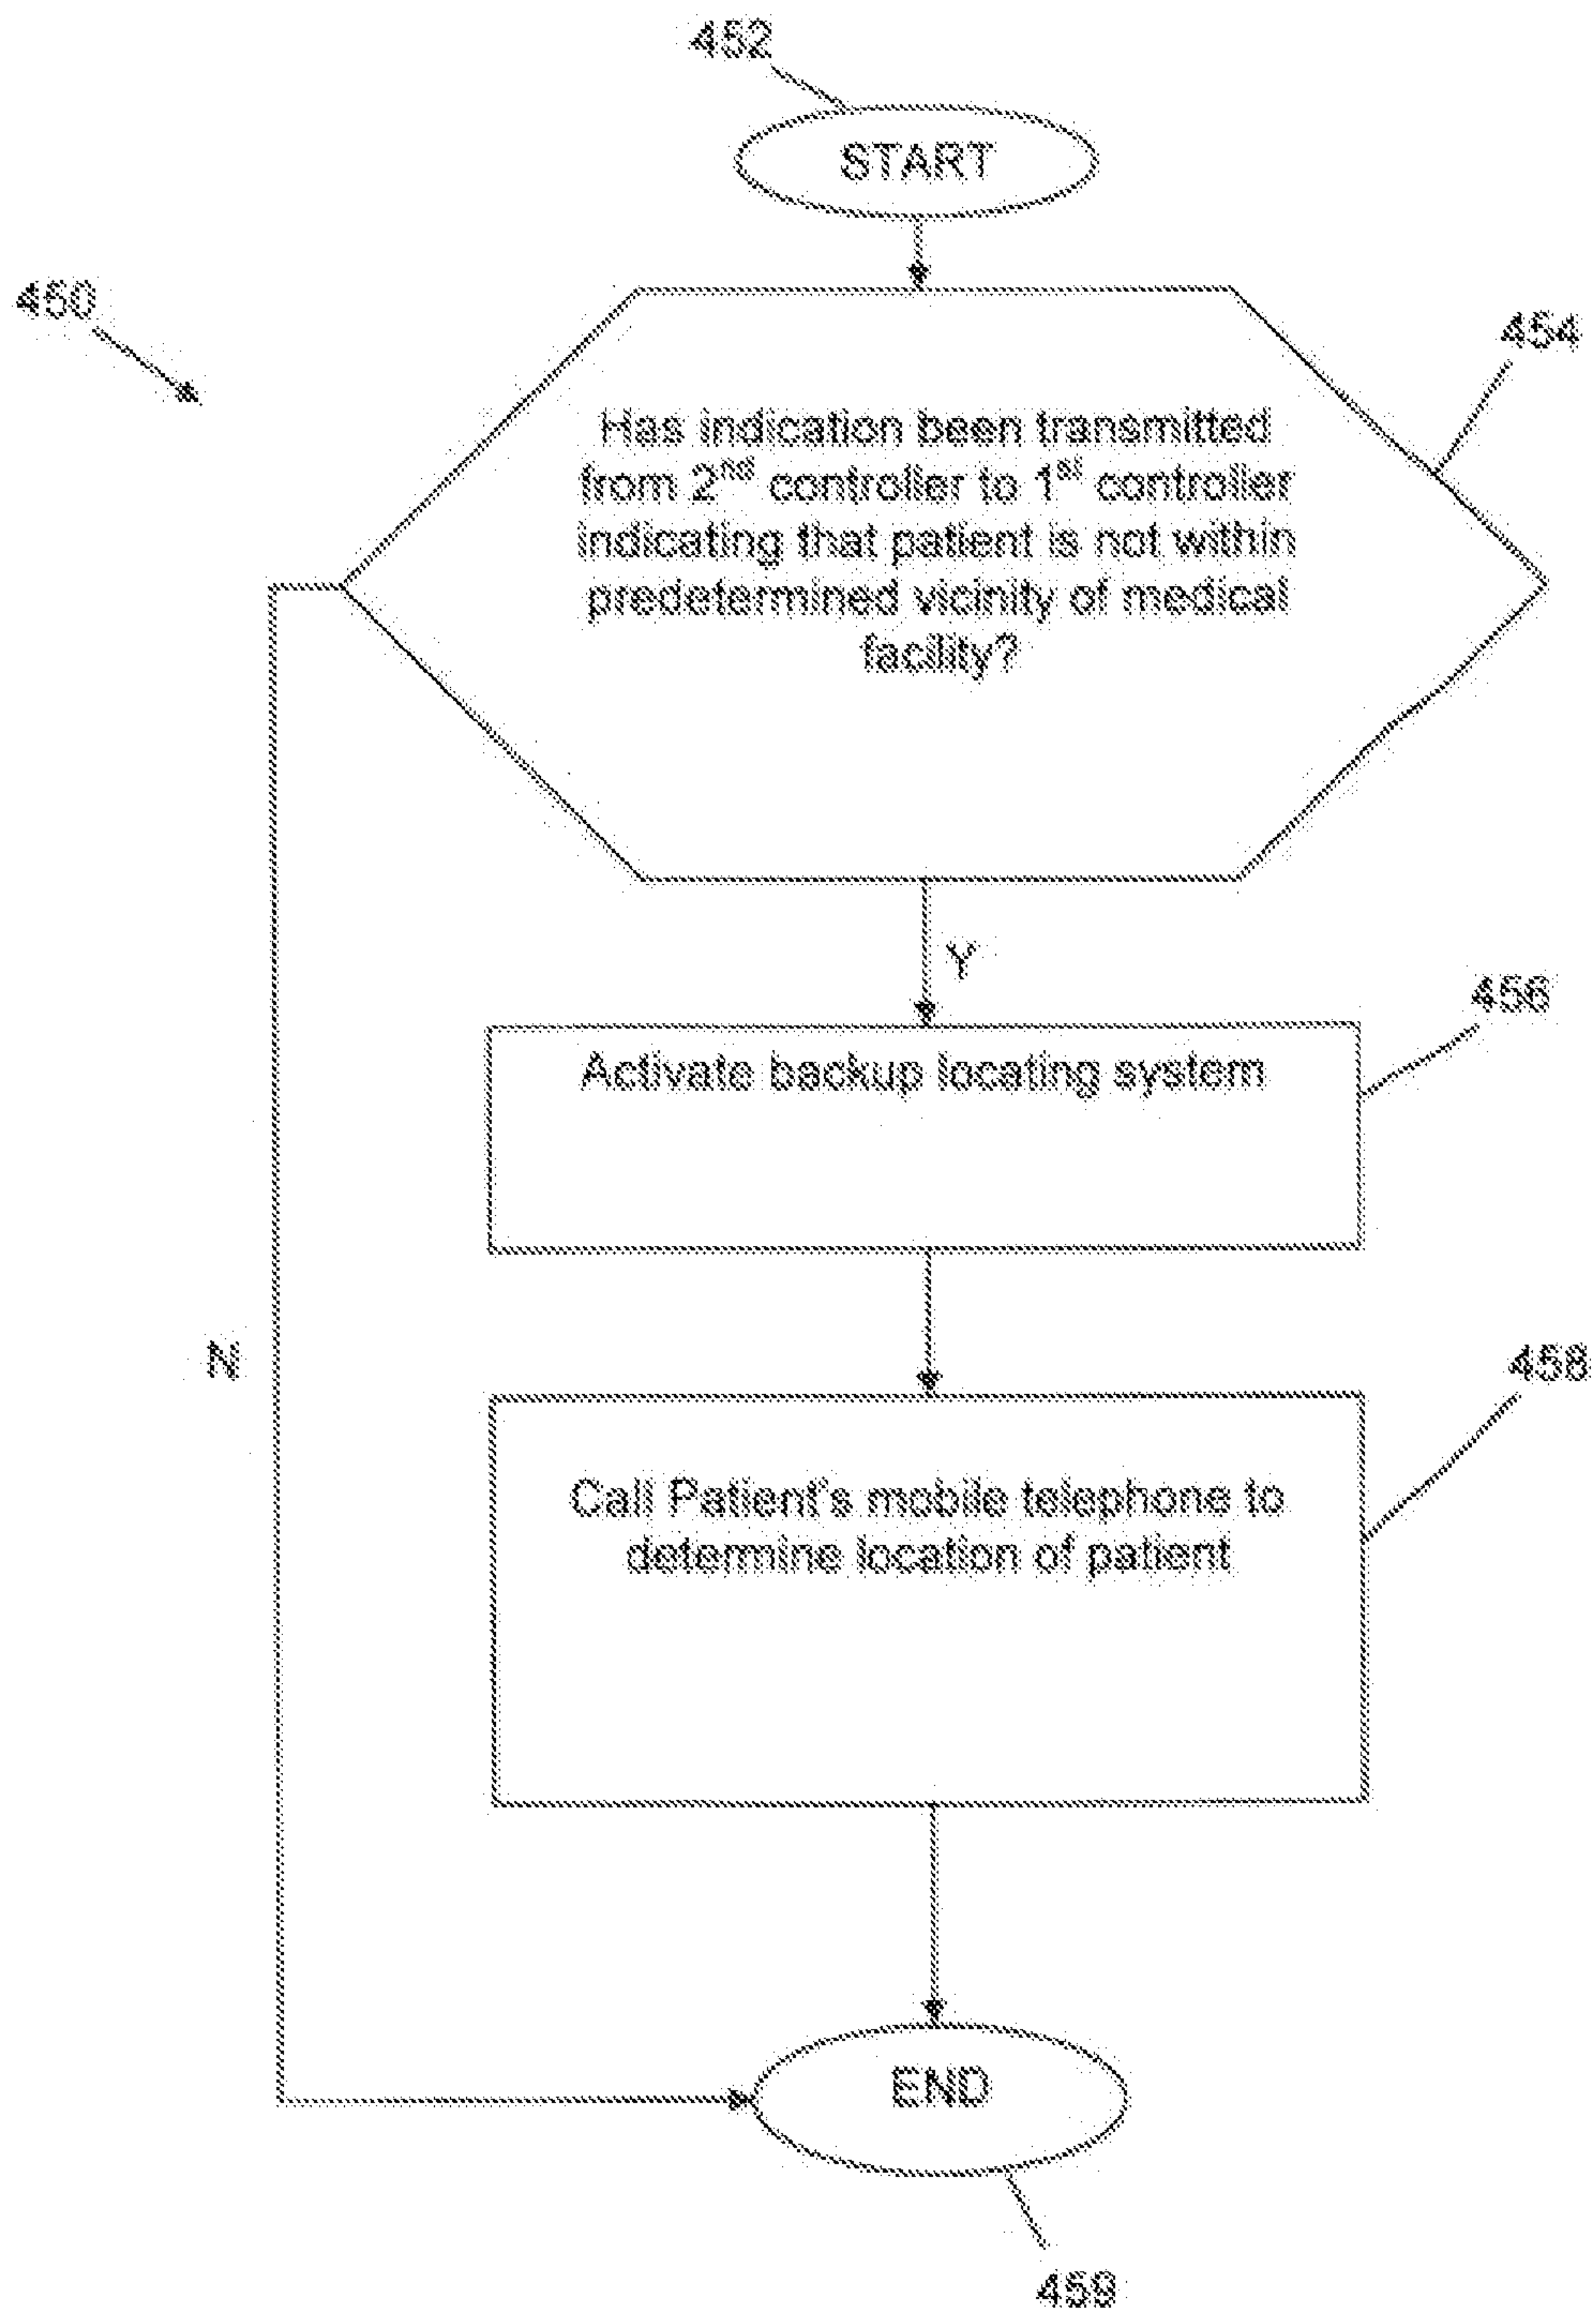 452
START
450
454
Has indication been transmitted
from 2nd controller to 1st controller
indicating that patient is not within
predetermined vicinity of medical
facility?
Y
456
Activate backup locating system
N
458
Call Patient's mobile telephone to
determine location of patient
END
459